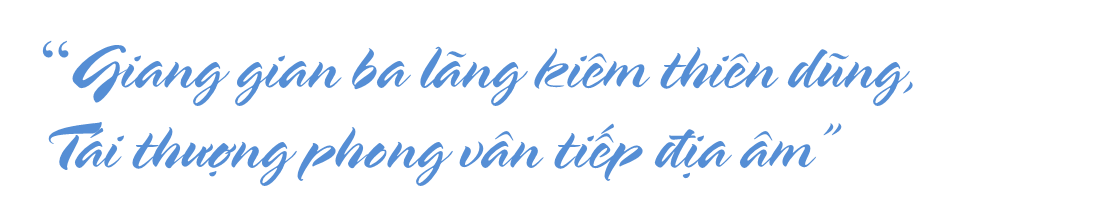 “Giang gian ba lãng kiêm thiên dũng,
Tái thượng phong vân tiếp địa âm”